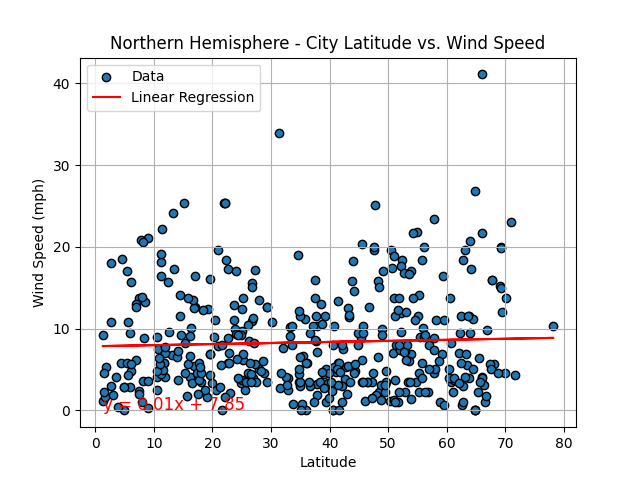 Northern Hemisphere - City Latitude vs. Wind Speed
Data
Linear Regression
Wind Speed (mph)
40
30
20
10
0
y = 0.01x + 7.85
0 10 20 30 40 50 60 70 80
Latitude